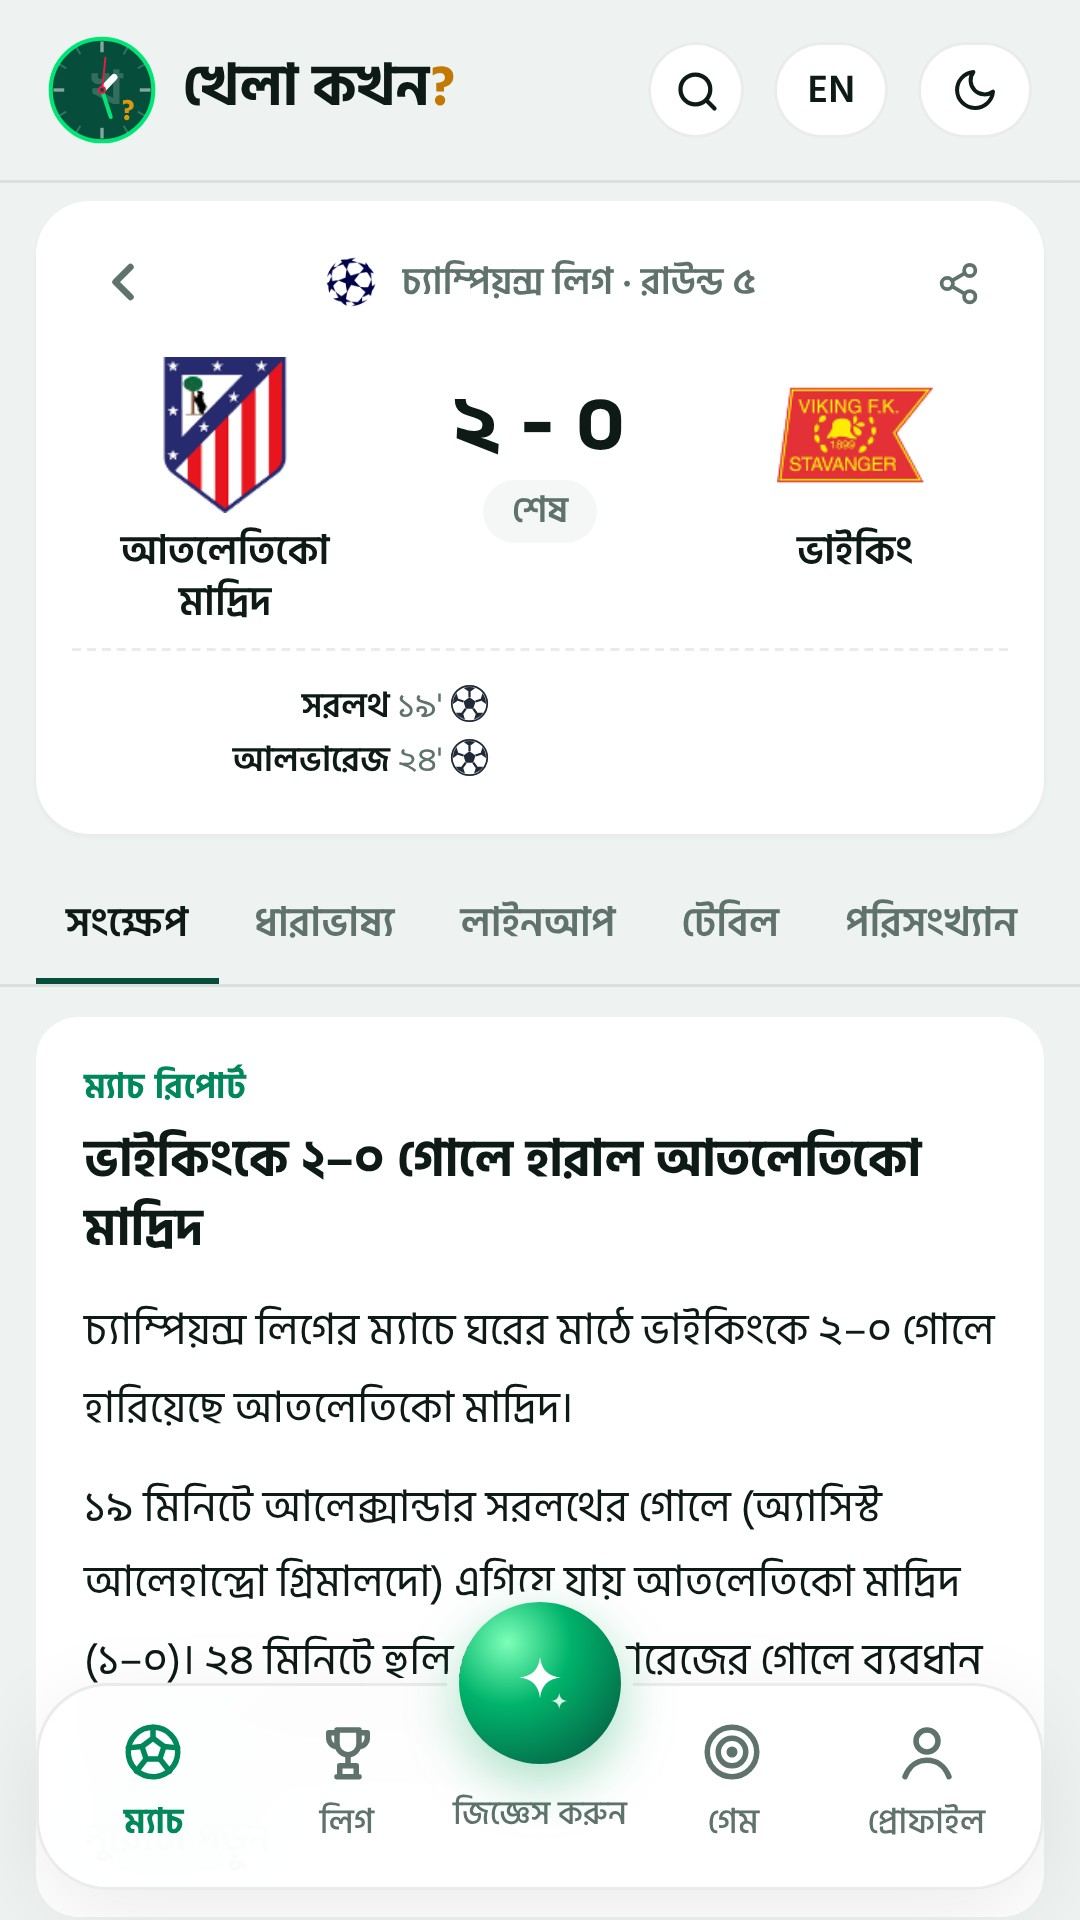 খেলা কখন?
EN
চ্যাম্পিয়ন্স লিগ · রাউন্ড ৫
২ - ০
VIKING F.K.
1899
STAVANGER
শেষ
আতলেতিকো
মাদ্রিদ
ভাইকিং
সরলথ ১৯'
আলভারেজ ২৪'
সংক্ষেপ ধারাভাষ্য লাইনআপ টেবিল পরিসংখ্যান
ম্যাচ রিপোর্ট
ভাইকিংকে ২–০ গোলে হারাল আতলেতিকো
মাদ্রিদ
চ্যাম্পিয়ন্স লিগের ম্যাচে ঘরের মাঠে ভাইকিংকে ২–০ গোলে
হারিয়েছে আতলেতিকো মাদ্রিদ।
১৯ মিনিটে আলেক্সান্ডার সরলথের গোলে (অ্যাসিস্ট
আলেহান্দ্রো গ্রিমালদো) এগিয়ে যায় আতলেতিকো মাদ্রিদ
(১–০)। ২৪ মিনিটে গোলে ব্যবধান
ম্যাচ লিগ জিজ্ঞেস করুন গেম প্রোফাইল